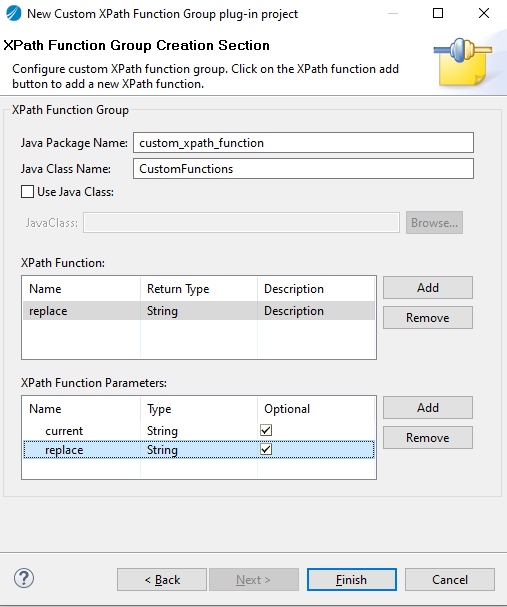 New Custom XPath Function Group plug-in project
XPath Function Group Creation Section
Configure custom XPath function group. Click on the XPath function add
button to add a new XPath function.
XPath Function Group
Java Package Name: custom_xpath_function
Java Class Name: CustomFunctions
Use Java Class:
JavaClass: Browse...
XPath Function:
Name Return Type Description Add
replace String Description Remove
XPath Function Parameters:
Name Type Optional Add
current String
replace String Remove
? < Back Next > Finish Cancel